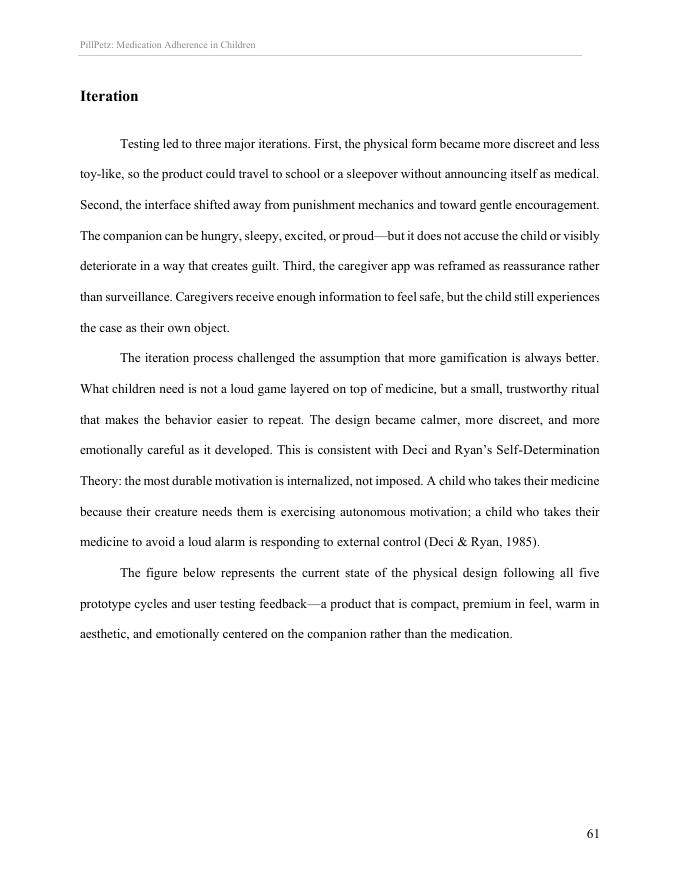 PillPetz: Medication Adherence in Children
Iteration
Testing led to three major iterations. First, the physical form became more discreet and less
toy-like, so the product could travel to school or a sleepover without announcing itself as medical.
Second, the interface shifted away from punishment mechanics and toward gentle encouragement.
The companion can be hungry, sleepy, excited, or proud—but it does not accuse the child or visibly
deteriorate in a way that creates guilt. Third, the caregiver app was reframed as reassurance rather
than surveillance. Caregivers receive enough information to feel safe, but the child still experiences
the case as their own object.
The iteration process challenged the assumption that more gamification is always better.
What children need is not a loud game layered on top of medicine, but a small, trustworthy ritual
that makes the behavior easier to repeat. The design became calmer, more discreet, and more
emotionally careful as it developed. This is consistent with Deci and Ryan’s Self-Determination
Theory: the most durable motivation is internalized, not imposed. A child who takes their medicine
because their creature needs them is exercising autonomous motivation; a child who takes their
medicine to avoid a loud alarm is responding to external control (Deci & Ryan, 1985).
The figure below represents the current state of the physical design following all five
prototype cycles and user testing feedback—a product that is compact, premium in feel, warm in
aesthetic, and emotionally centered on the companion rather than the medication.
61